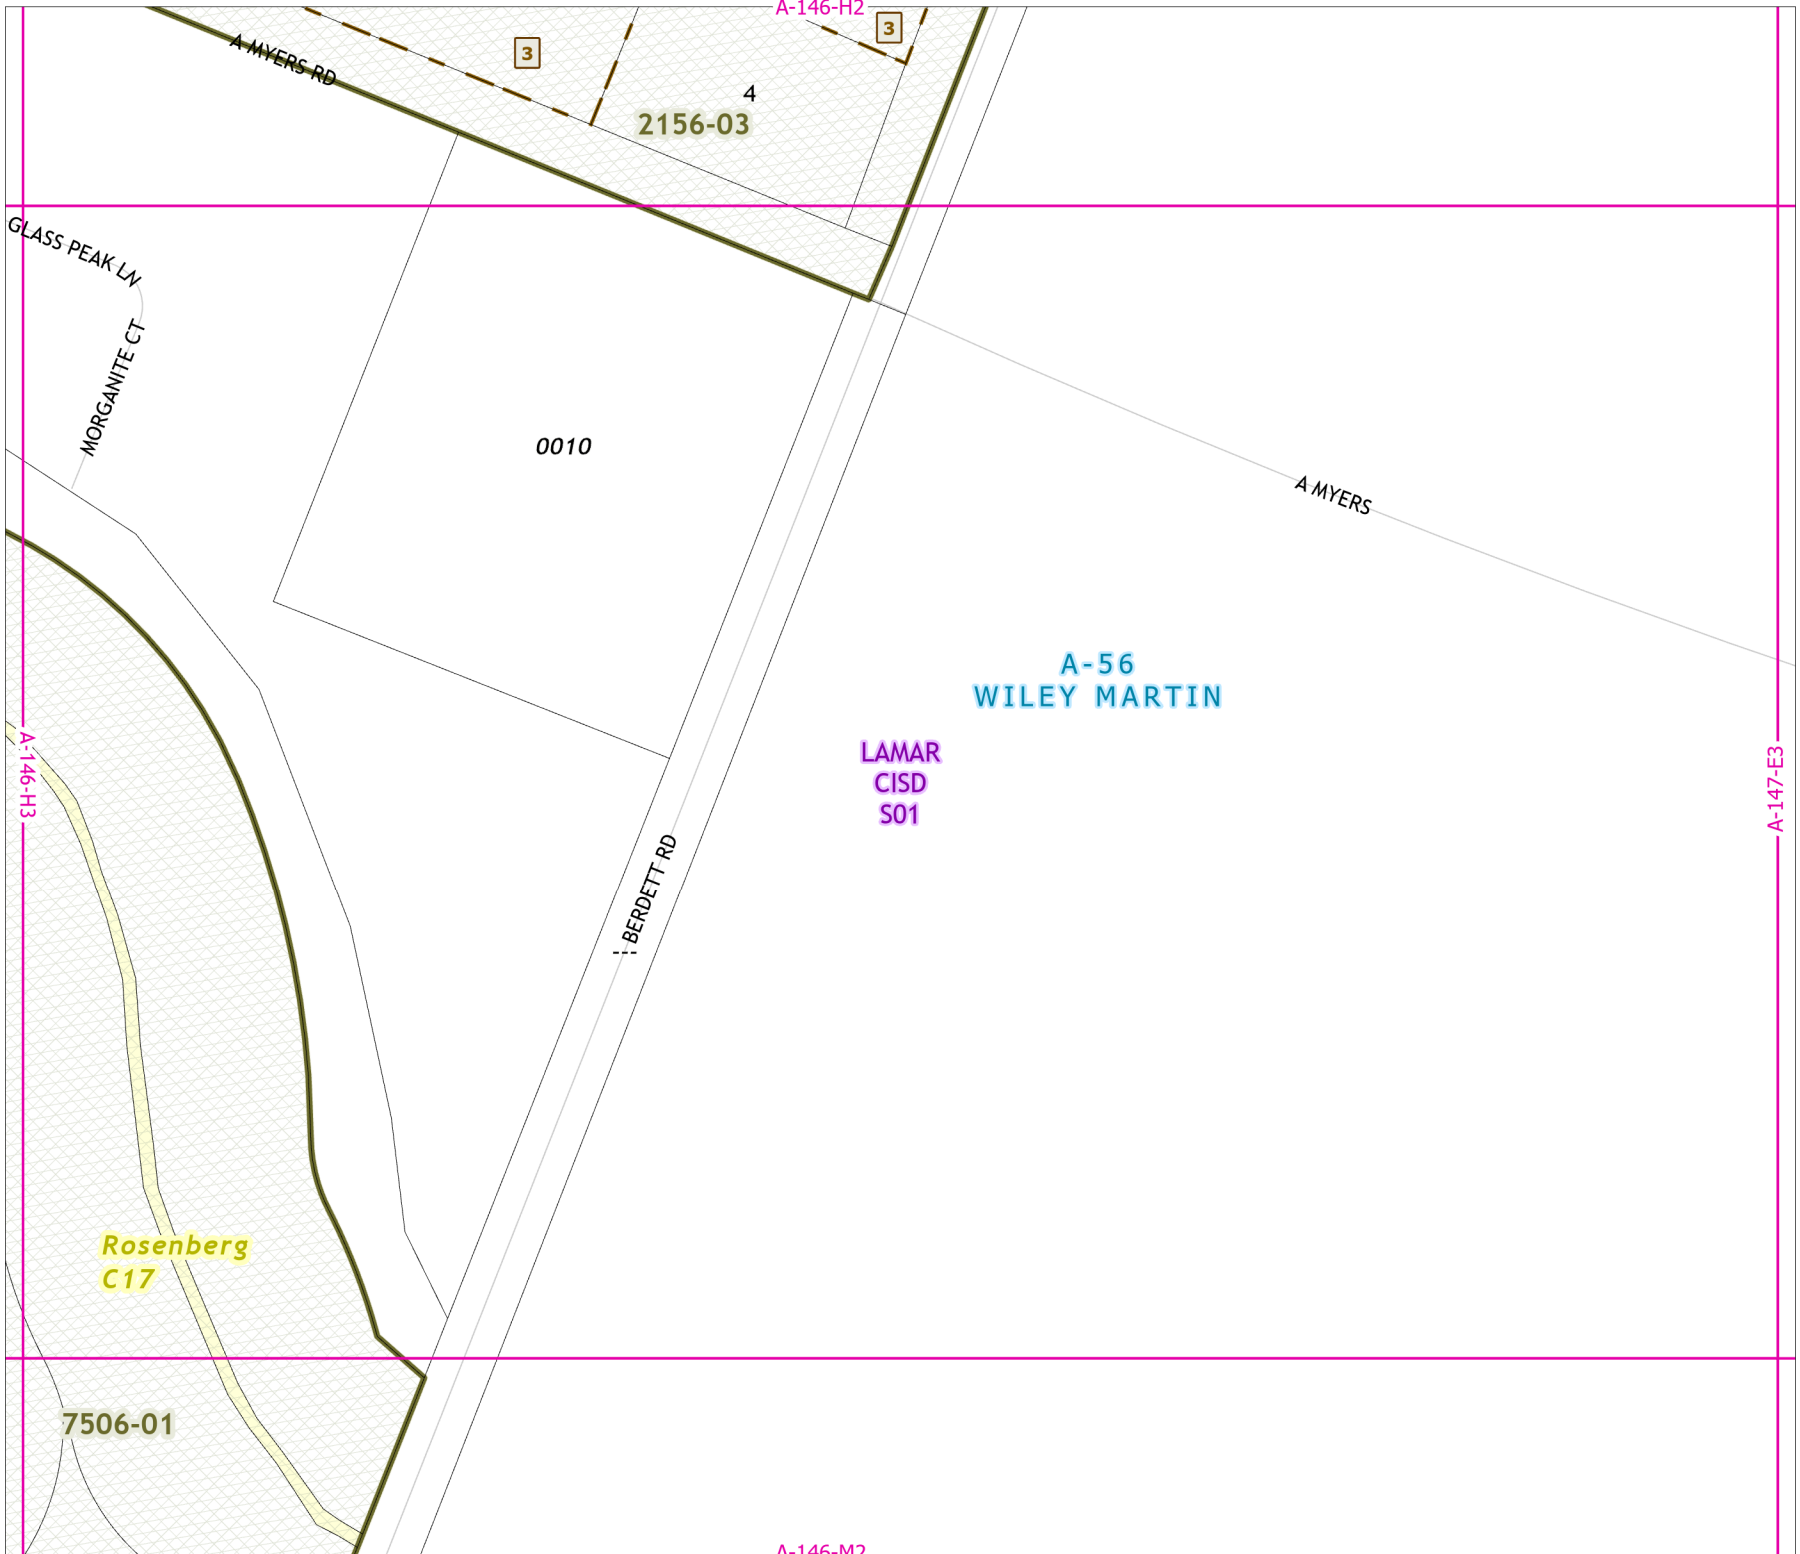 A-146-H2
3
3
A MYERS RD
4
2156-03
GLASS PEAK LN
MORGANITE CT
0010
A MYERS
A-56
WILEY MARTIN
LAMAR
CISD
S01
A-146-H3
A-147-E3
BERDETT RD
Rosenberg
C17
7506-01
A-146-M2